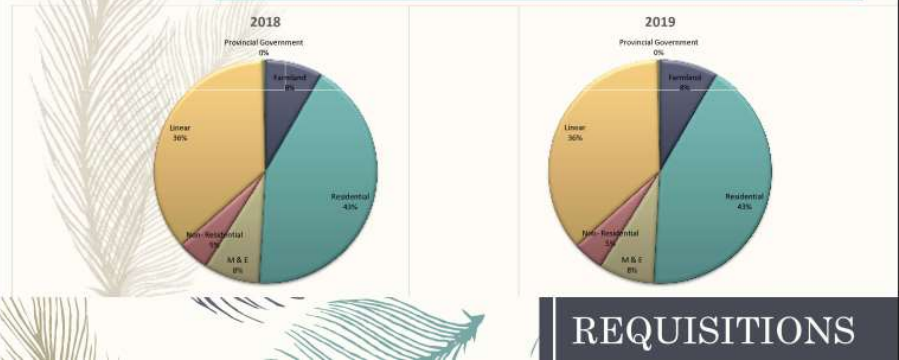 2018
Provincial Government
0%
Farmland
8%
Linear
36%
Residential
43%
Non-Residential
5%
M & E
8%
2019
Provincial Government
0%
Farmland
8%
Linear
36%
Residential
43%
Non-Residential
5%
M & E
8%
REQUISITIONS